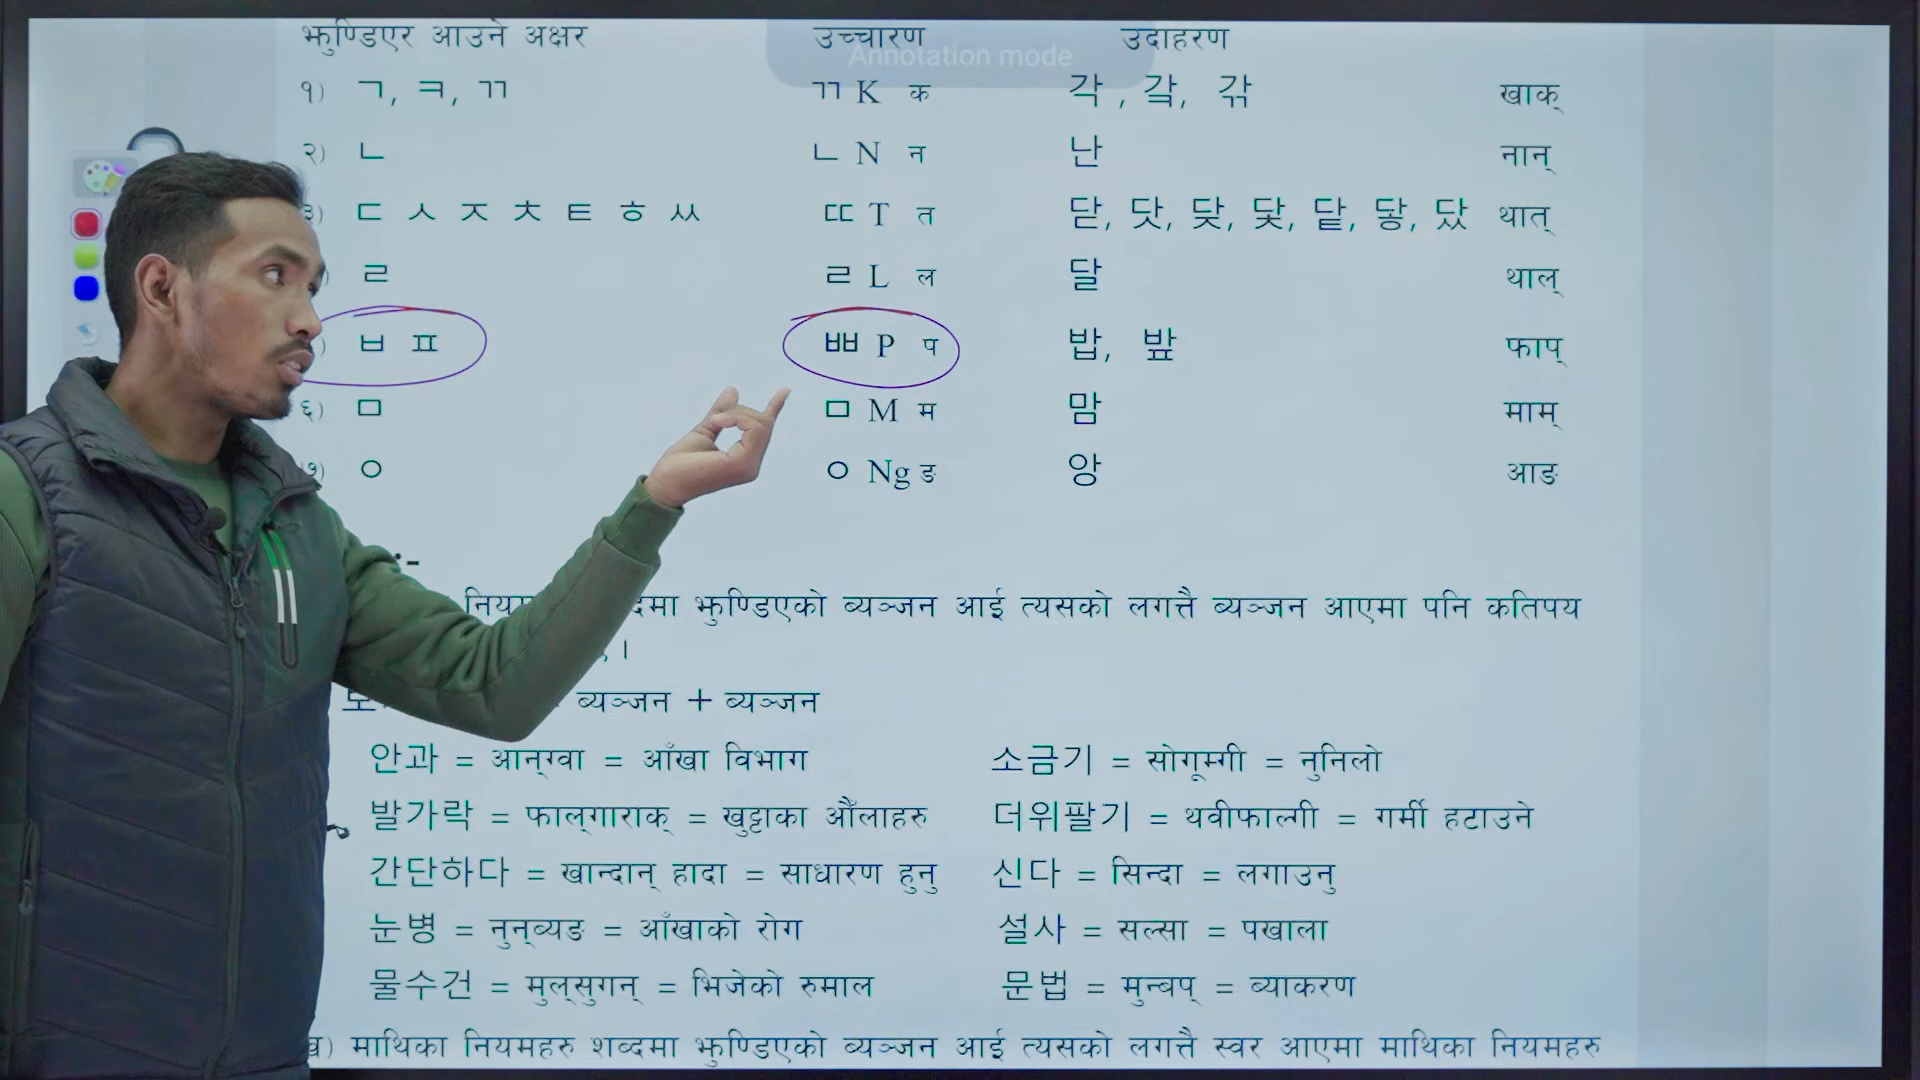 झुण्डिएर आउने अक्षर उच्चारण उदाहरण
Annotation mode
१) ㄱ, ㅋ, ㄲ ㄲ K क 각 , 갘, 갂 खाक्
२) ㄴ ㄴ N न 난 नान्
३) ㄷ ㅅ ㅈ ㅊ ㅌ ㅎ ㅆ ㄸ T त 닫, 닷, 닺, 닻, 닽, 닿, 닸 थात्
) ㄹ ㄹ L ल 달 थाल्
) ㅂ ㅍ ㅃ P प 밥, 밮 फाप्
६) ㅁ ㅁ M म 맘 माम्
७) ㅇ ㅇ Ng ङ 앙 आङ
:-
झुण्डिएको ब्यञ्जन आई त्यसको लगत्तै ब्यञ्जन आएमा पनि कतिपय
।
ब्यञ्जन + ब्यञ्जन
안과 = आन्ग्वा = आँखा विभाग 소금기 = सोगूम्गी = नुनिलो
발가락 = फाल्गाराक् = खुट्टाका औँलाहरु 더위팔기 = थवीफाल्गी = गर्मी हटाउने
간단하다 = खान्दान् हादा = साधारण हुनु 신다 = सिन्दा = लगाउनु
눈병 = नुन्ब्यङ = आँखाको रोग 설사 = सल्सा = पखाला
물수건 = मुल्सुगन् = भिजेको रुमाल 문법 = मुन्बप् = ब्याकरण
) माथिका नियमहरु शब्दमा झुण्डिएको ब्यञ्जन आई त्यसको लगत्तै स्वर आएमा माथिका नियमहरु